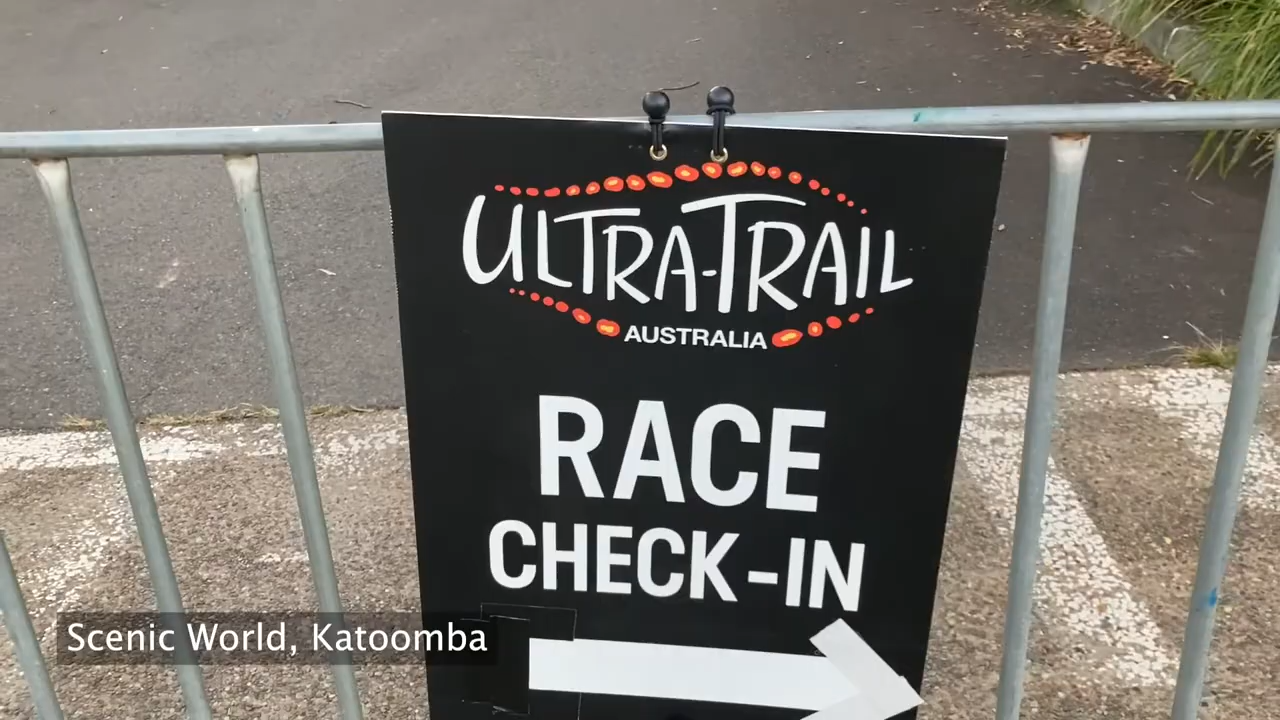 ULTRA-TRAIL
AUSTRALIA
RACE
CHECK-IN
Scenic World, Katoomba